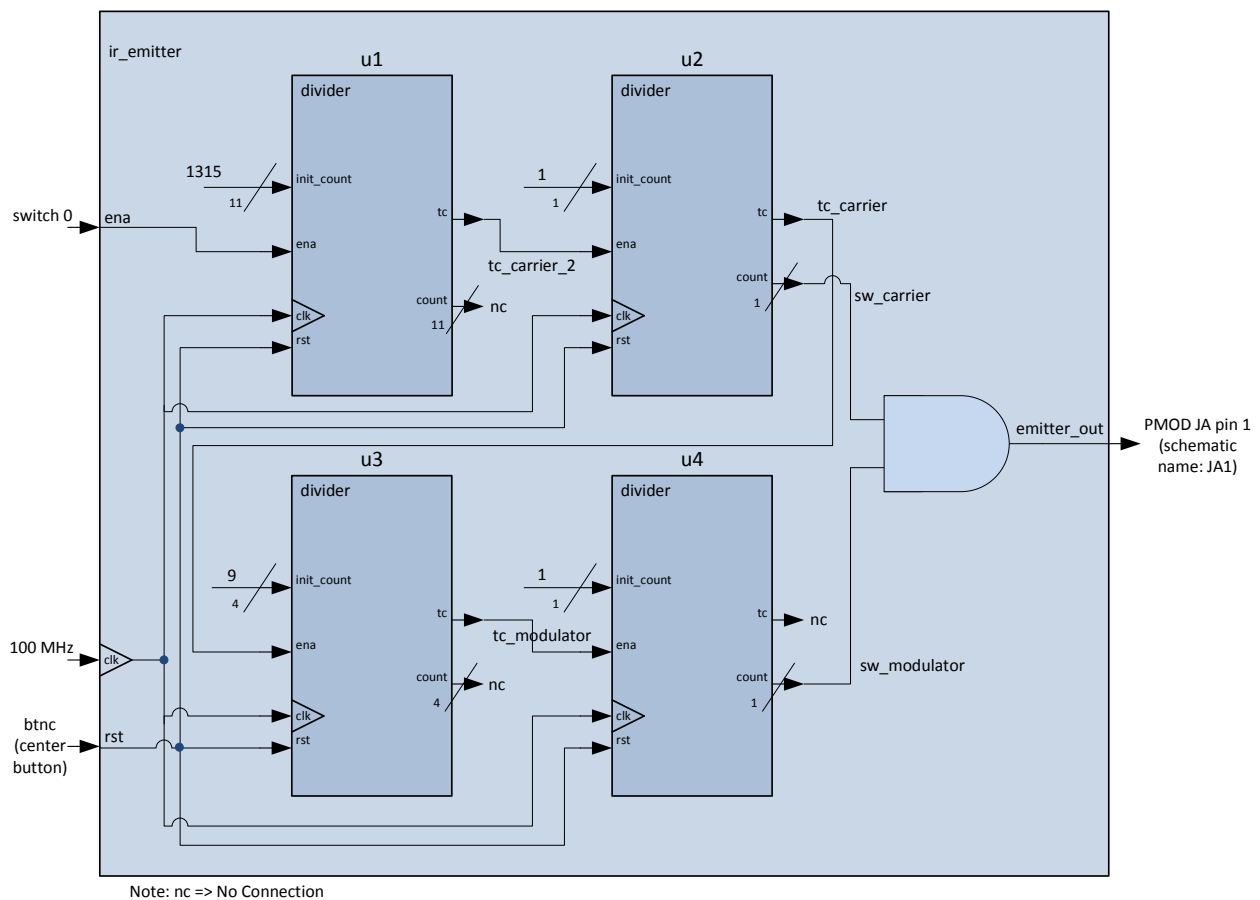 ir_emitter
u1
u2
divider
divider
1315
11
init_count
1
1
init_count
switch 0
ena
ena
tc
tc_carrier_2
ena
tc
tc_carrier
count
11
nc
count
1
sw_carrier
clk
rst
clk
rst
emitter_out
PMOD JA pin 1
(schematic
name: JA1)
u3
u4
divider
divider
9
4
init_count
1
1
init_count
tc
tc_modulator
tc
nc
ena
ena
100 MHz
clk
count
4
nc
count
1
sw_modulator
clk
rst
clk
rst
btnc
(center
button)
rst
Note: nc => No Connection